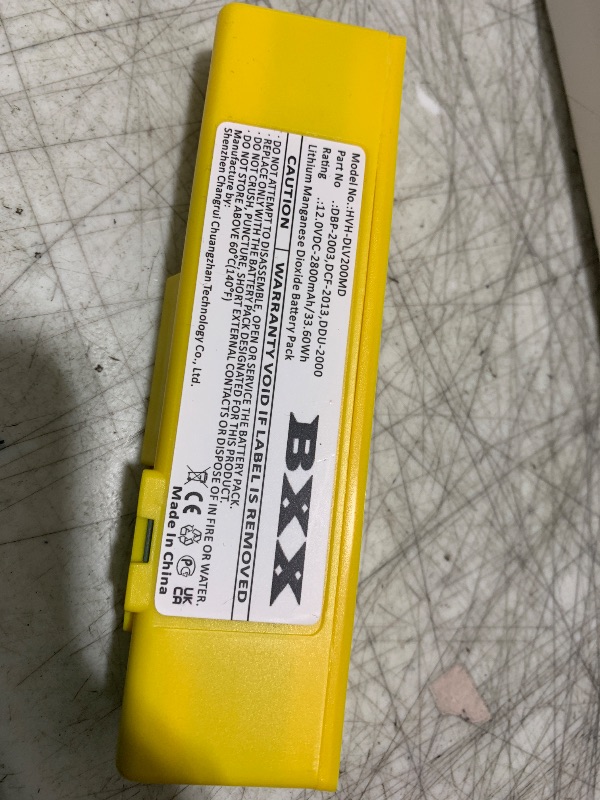 Model No.:HVH-DLV200MD
Part No .:DBP-2003,DCF-2013,DDU-2000
Rating .:12.0VDC-2800mAh/33.60Wh
Lithium Manganese Dioxide Battery Pack
BXX
CAUTION WARRANTY VOID IF LABEL IS REMOVED
· DO NOT ATTEMPT TO DISASSEMBLE, OPEN OR SERVICE THE BATTERY PACK.
· REPLACE ONLY WITH THE BATTERY PACK DESIGNATED FOR THIS PRODUCT.
· DO NOT CRUSH, PUNCTURE, SHORT EXTERNAL CONTACTS OR DISPOSE OF IN FIRE OR WATER.
· DO NOT STORE ABOVE 60°C(140°F)
Manufacture by:
Shenzhen Changrui Chuangzhan Technology Co., Ltd.
CE PC UK CA
Made in China